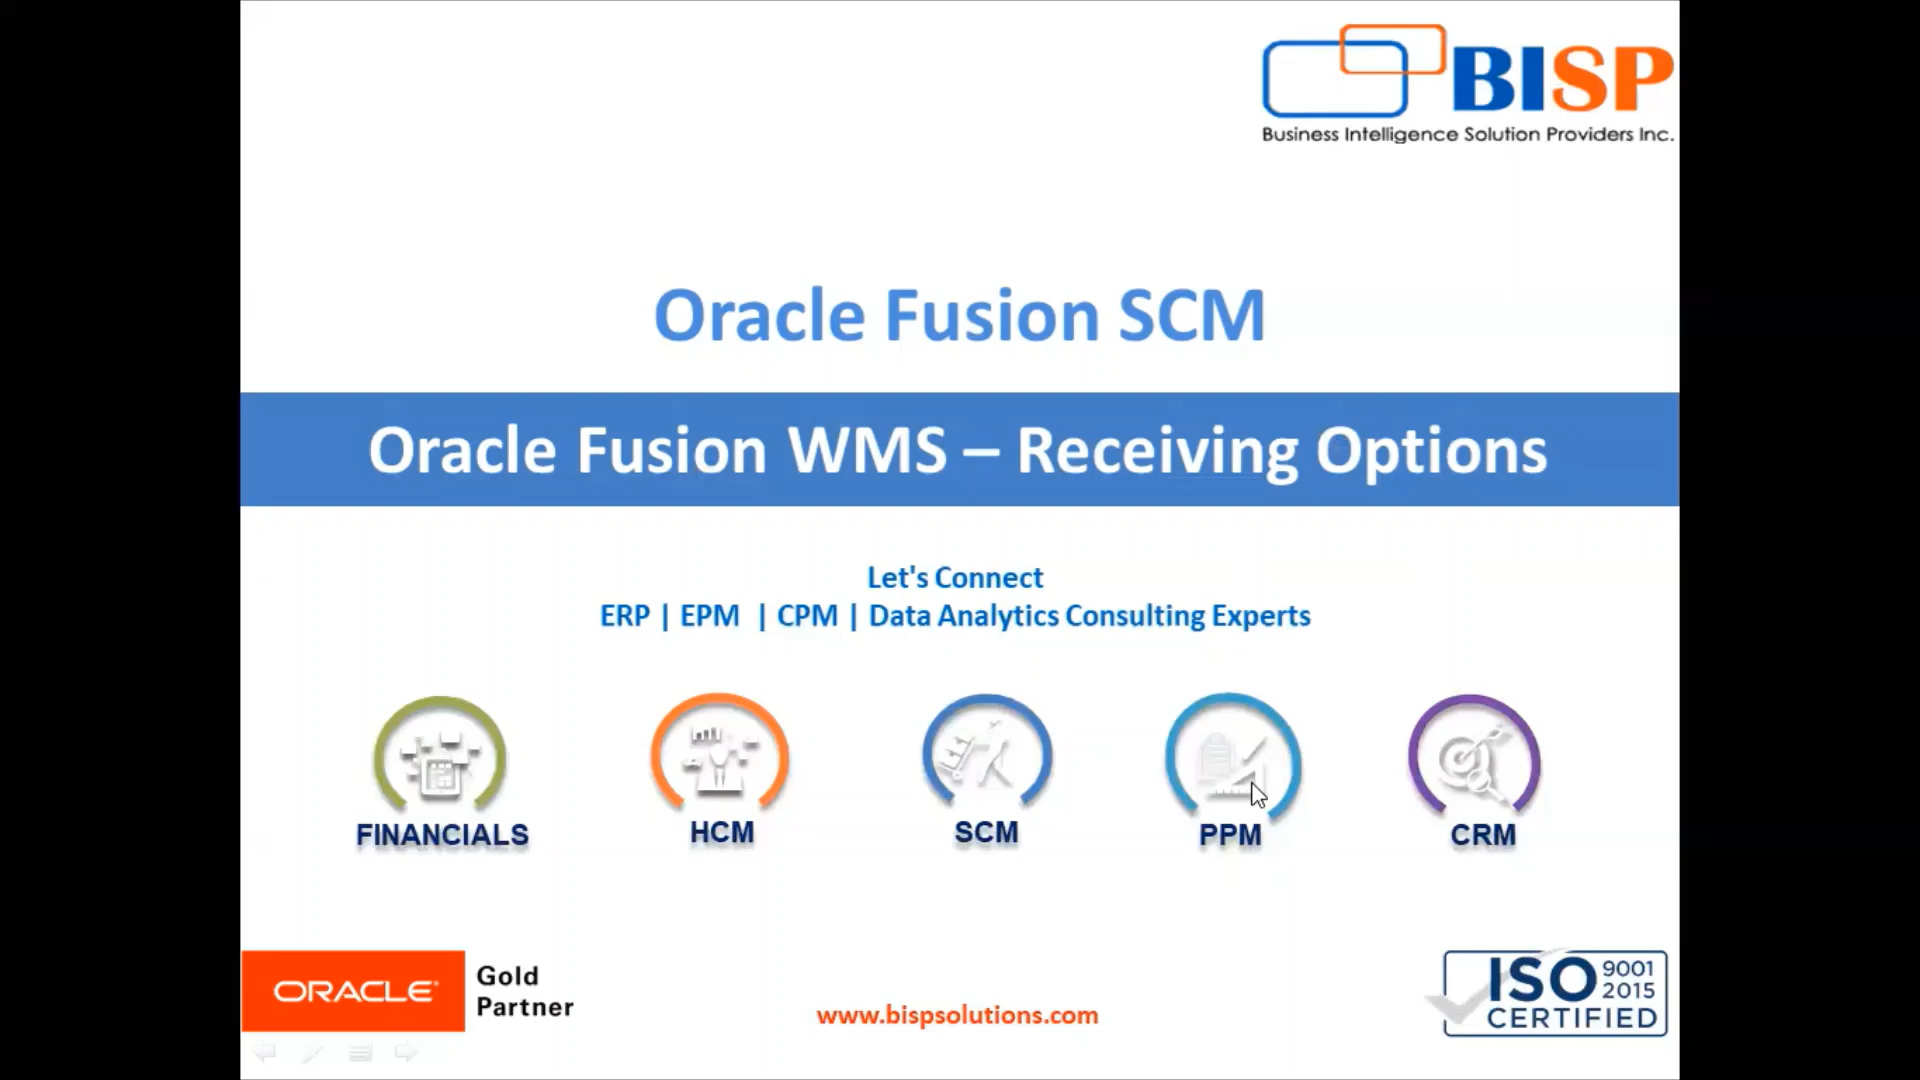 BISP
Business Intelligence Solution Providers Inc.
Oracle Fusion SCM
Oracle Fusion WMS – Receiving Options
Let's Connect
ERP | EPM | CPM | Data Analytics Consulting Experts
FINANCIALS
HCM
SCM
PPM
CRM
ORACLE®
Gold
Partner
www.bispsolutions.com
ISO 9001
2015
CERTIFIED